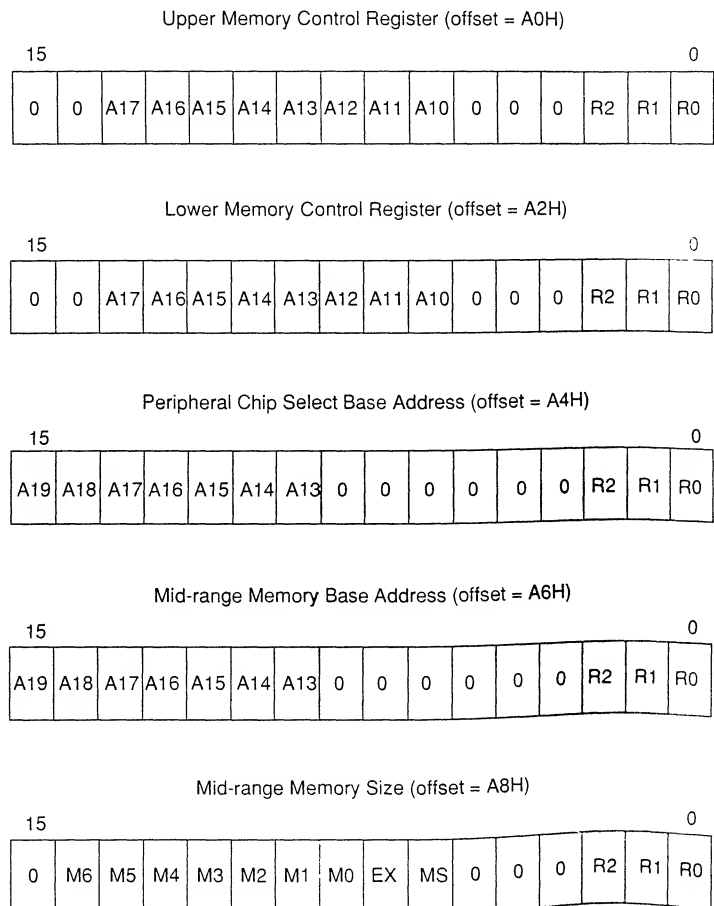 Upper Memory Control Register (offset = A0H)
15 0
0 0 A17 A16 A15 A14 A13 A12 A11 A10 0 0 0 R2 R1 R0
Lower Memory Control Register (offset = A2H)
15 0
0 0 A17 A16 A15 A14 A13 A12 A11 A10 0 0 0 R2 R1 R0
Peripheral Chip Select Base Address (offset = A4H)
15 0
A19 A18 A17 A16 A15 A14 A13 0 0 0 0 0 0 R2 R1 R0
Mid-range Memory Base Address (offset = A6H)
15 0
A19 A18 A17 A16 A15 A14 A13 0 0 0 0 0 0 R2 R1 R0
Mid-range Memory Size (offset = A8H)
15 0
0 M6 M5 M4 M3 M2 M1 M0 EX MS 0 0 0 R2 R1 R0